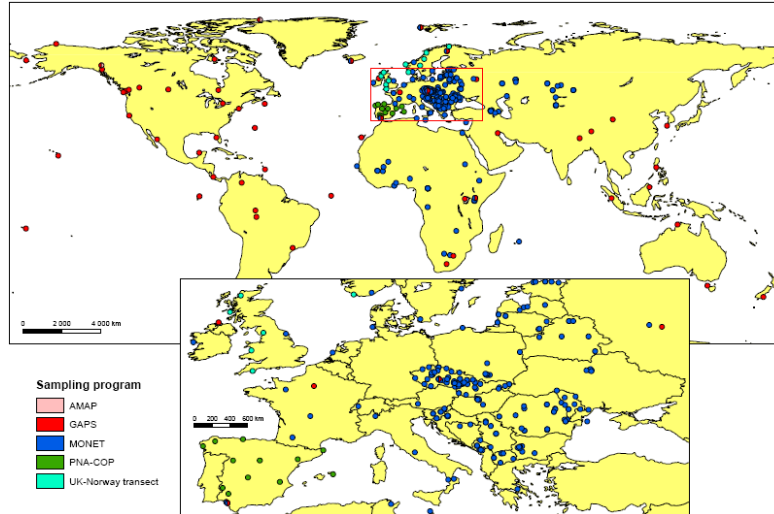 0 2 000 4 000 km
Sampling program
AMAP
GAPS
MONET
PNA-COP
UK-Norway transect
0 200 400 600 km